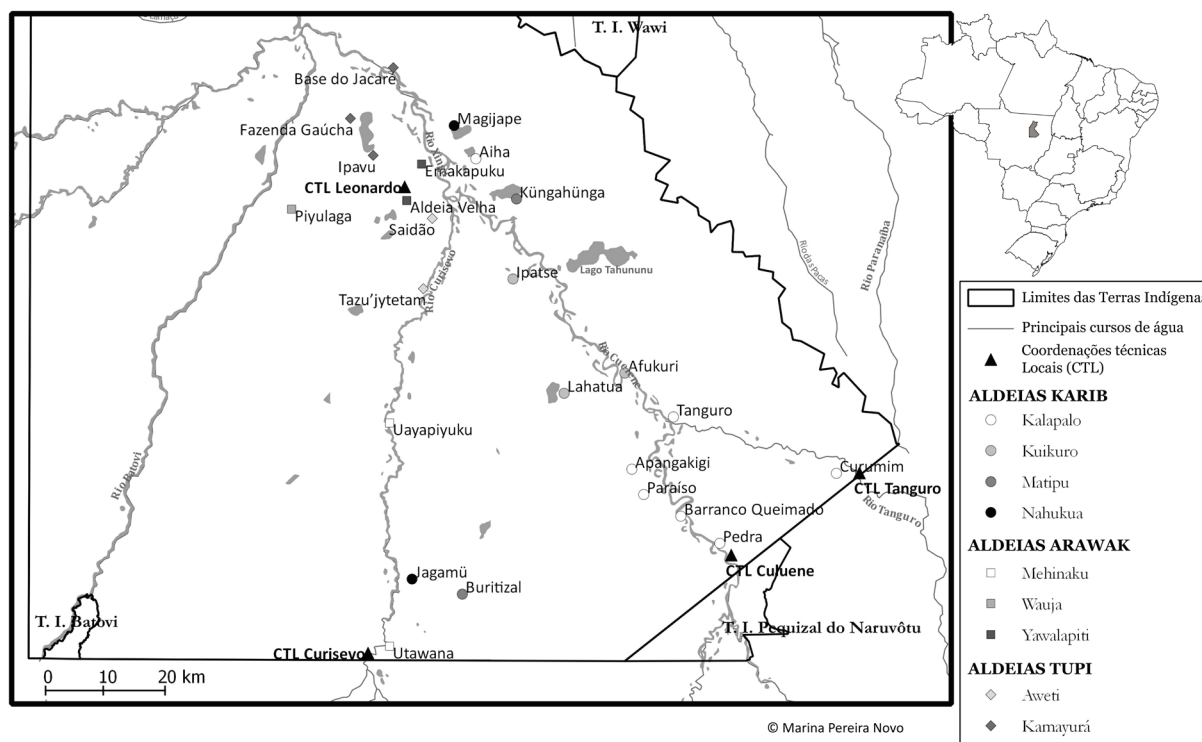 T. I. Wawi
Base do Jacaré
Magijape
Fazenda Gaúcha
Rio Xin
Aiha
Ipavu
Emakapuku
CTL Leonardo
Küngahünga
Aldeia Velha
Piyulaga
Saidão
Rio das Pacas
Rio Paranaíba
Ipatse
Lago Tahununu
Rio Curisevo
Tazu'jytetam
Rio Culuene
Afukuri
Lahatua
Tanguro
Uayapiyuku
Rio Batovi
Apangakigi
Curumim
Paraíso
CTL Tanguro
Barranco Queimado
Rio Tanguro
Pedra
Jagamü
CTL Culuene
Buritizal
T. I. Batovi
T. I. Pequizal do Naruvôtu
CTL Curisevo
Utawana
0 10 20 km
© Marina Pereira Novo
Limites das Terras Indígena
Principais cursos de água
Coordenações técnicas
Locais (CTL)
ALDEIAS KARIB
Kalapalo
Kuikuro
Matipu
Nahukua
ALDEIAS ARAWAK
Mehinaku
Wauja
Yawalapiti
ALDEIAS TUPI
Aweti
Kamayurá